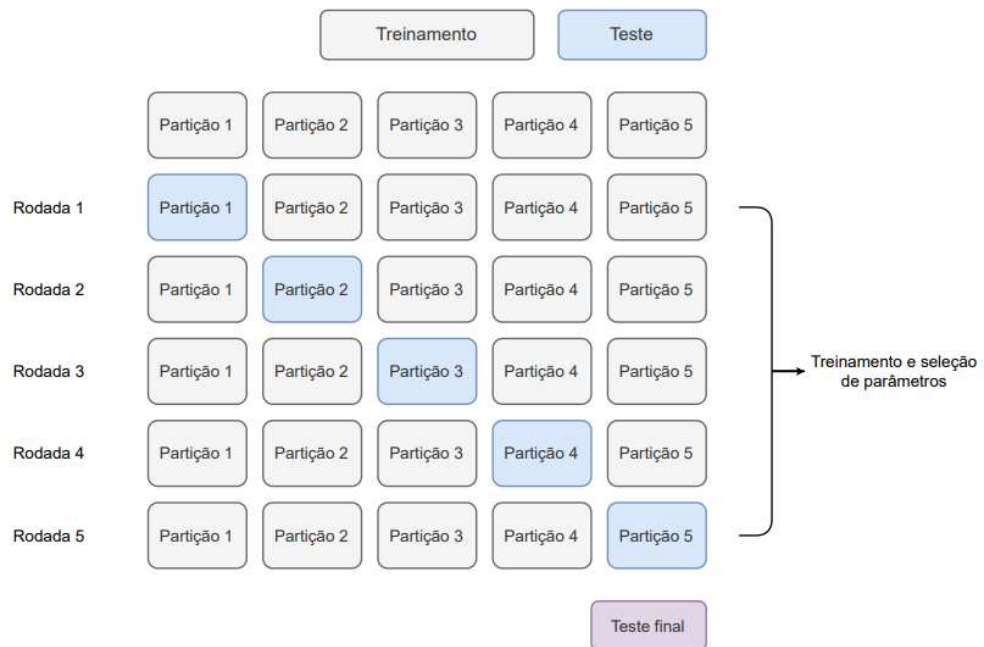 Treinamento
Teste
Partição 1
Partição 2
Partição 3
Partição 4
Partição 5
Rodada 1
Partição 1
Partição 2
Partição 3
Partição 4
Partição 5
Rodada 2
Partição 1
Partição 2
Partição 3
Partição 4
Partição 5
Rodada 3
Partição 1
Partição 2
Partição 3
Partição 4
Partição 5
Treinamento e seleção
de parâmetros
Rodada 4
Partição 1
Partição 2
Partição 3
Partição 4
Partição 5
Rodada 5
Partição 1
Partição 2
Partição 3
Partição 4
Partição 5
Teste final